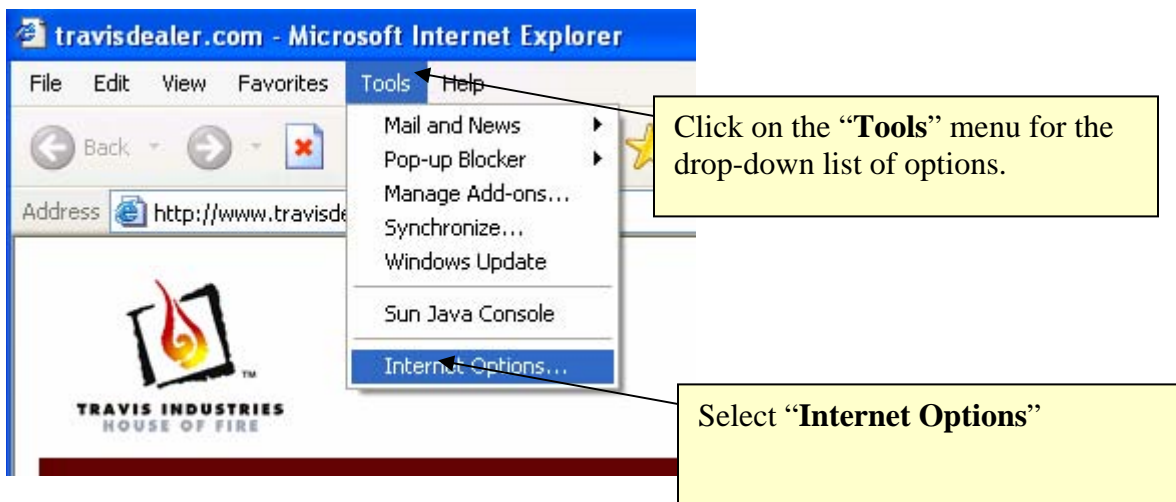 travisdealer.com - Microsoft Internet Explorer
File Edit View Favorites Tools Help
Back
Address http://www.travisde
Mail and News
Pop-up Blocker
Manage Add-ons...
Synchronize...
Windows Update
Sun Java Console
Internet Options...
Click on the “Tools” menu for the
drop-down list of options.
TM
TRAVIS INDUSTRIES
HOUSE OF FIRE
Select “Internet Options”